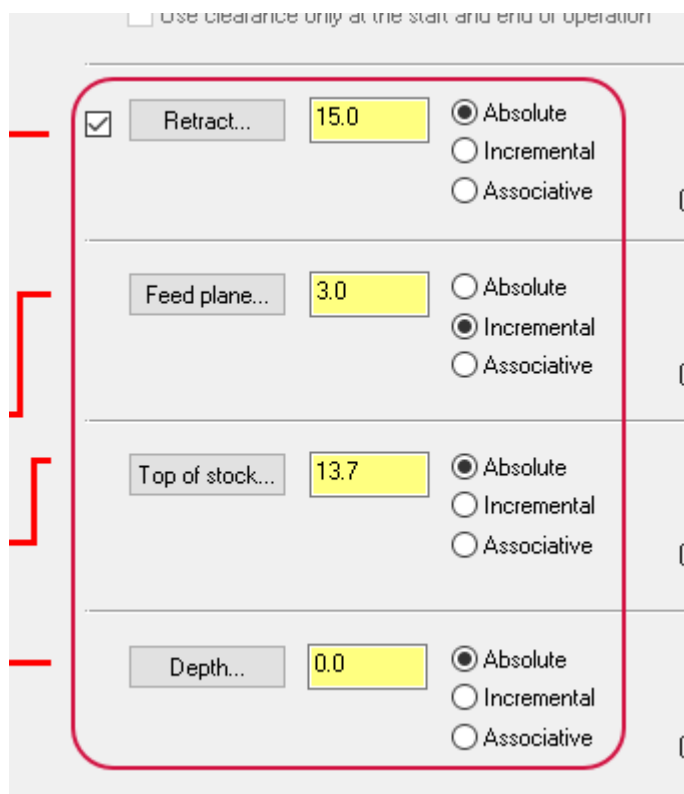 Use clearance only at the start and end of operation
Retract... 15.0 Absolute
Incremental
Associative
Feed plane... 3.0 Absolute
Incremental
Associative
Top of stock... 13.7 Absolute
Incremental
Associative
Depth... 0.0 Absolute
Incremental
Associative